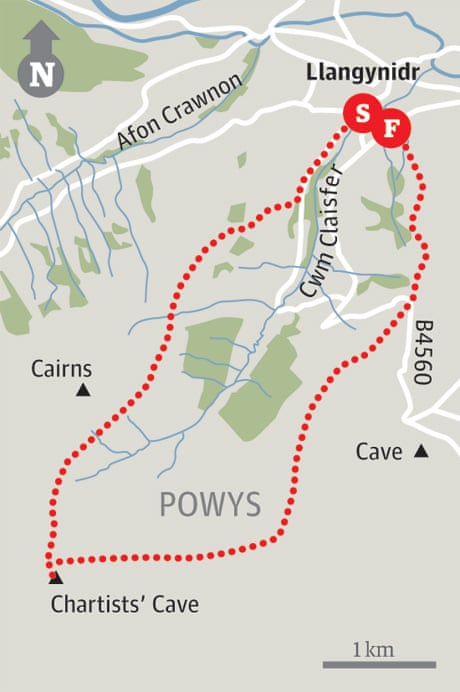 N
Llangynidr
S
F
Afon Crawnon
Cwm Claisfer
B4560
Cairns
Cave
POWYS
Chartists' Cave
1 km